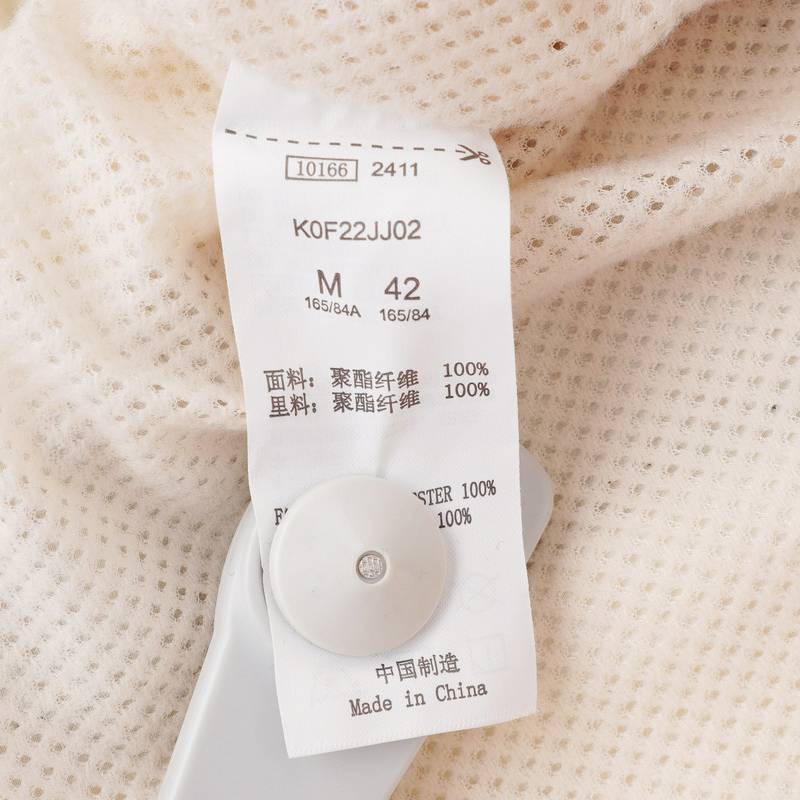 10166 2411
K0F22JJ02
M 42
165/84A 165/84
面料: 聚酯纤维 100%
里料: 聚酯纤维 100%
100%
100%
中国制造
Made in China